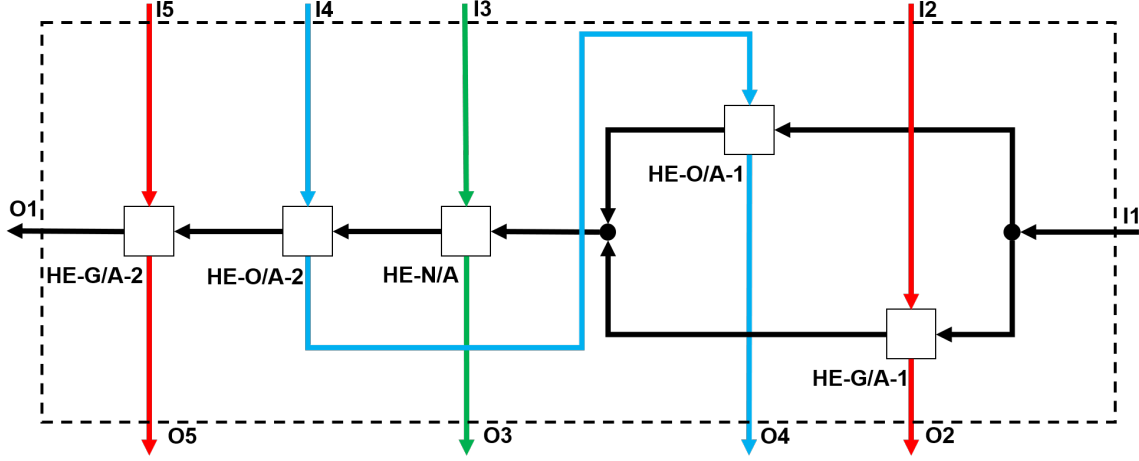 I5
I4
I3
I2
HE-O/A-1
O1
I1
HE-G/A-2
HE-O/A-2
HE-N/A
HE-G/A-1
O5
O3
O4
O2